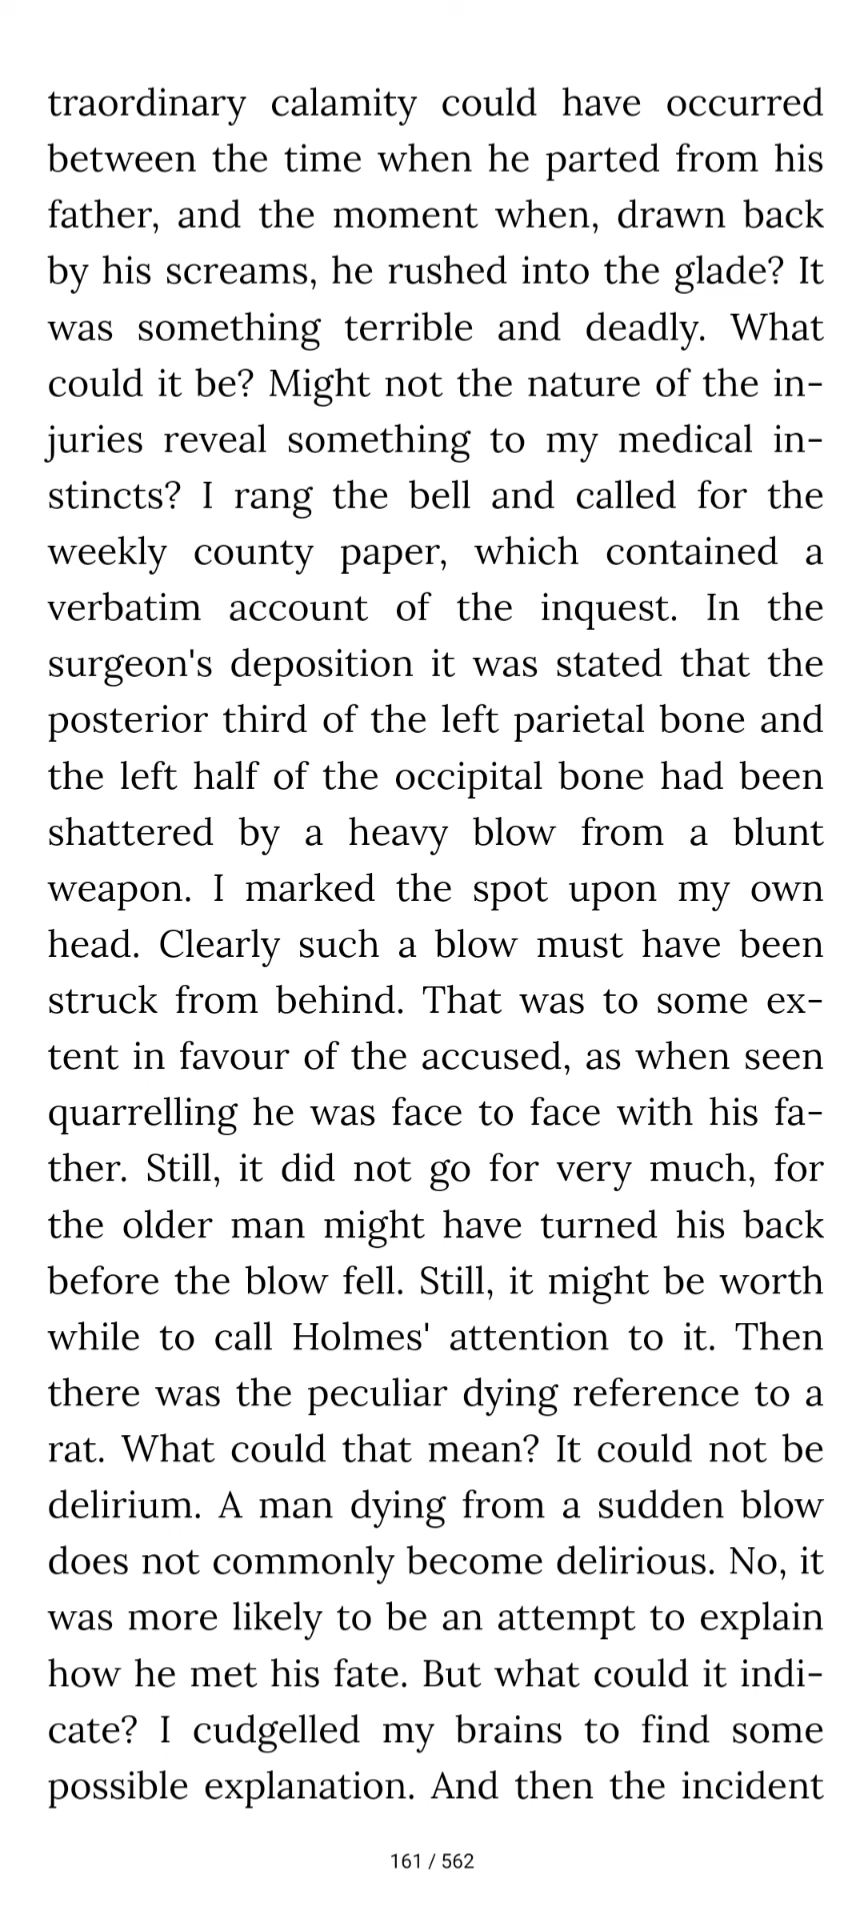 traordinary calamity could have occurred
between the time when he parted from his
father, and the moment when, drawn back
by his screams, he rushed into the glade? It
was something terrible and deadly. What
could it be? Might not the nature of the in-
juries reveal something to my medical in-
stincts? I rang the bell and called for the
weekly county paper, which contained a
verbatim account of the inquest. In the
surgeon's deposition it was stated that the
posterior third of the left parietal bone and
the left half of the occipital bone had been
shattered by a heavy blow from a blunt
weapon. I marked the spot upon my own
head. Clearly such a blow must have been
struck from behind. That was to some ex-
tent in favour of the accused, as when seen
quarrelling he was face to face with his fa-
ther. Still, it did not go for very much, for
the older man might have turned his back
before the blow fell. Still, it might be worth
while to call Holmes' attention to it. Then
there was the peculiar dying reference to a
rat. What could that mean? It could not be
delirium. A man dying from a sudden blow
does not commonly become delirious. No, it
was more likely to be an attempt to explain
how he met his fate. But what could it indi-
cate? I cudgelled my brains to find some
possible explanation. And then the incident
161 / 562